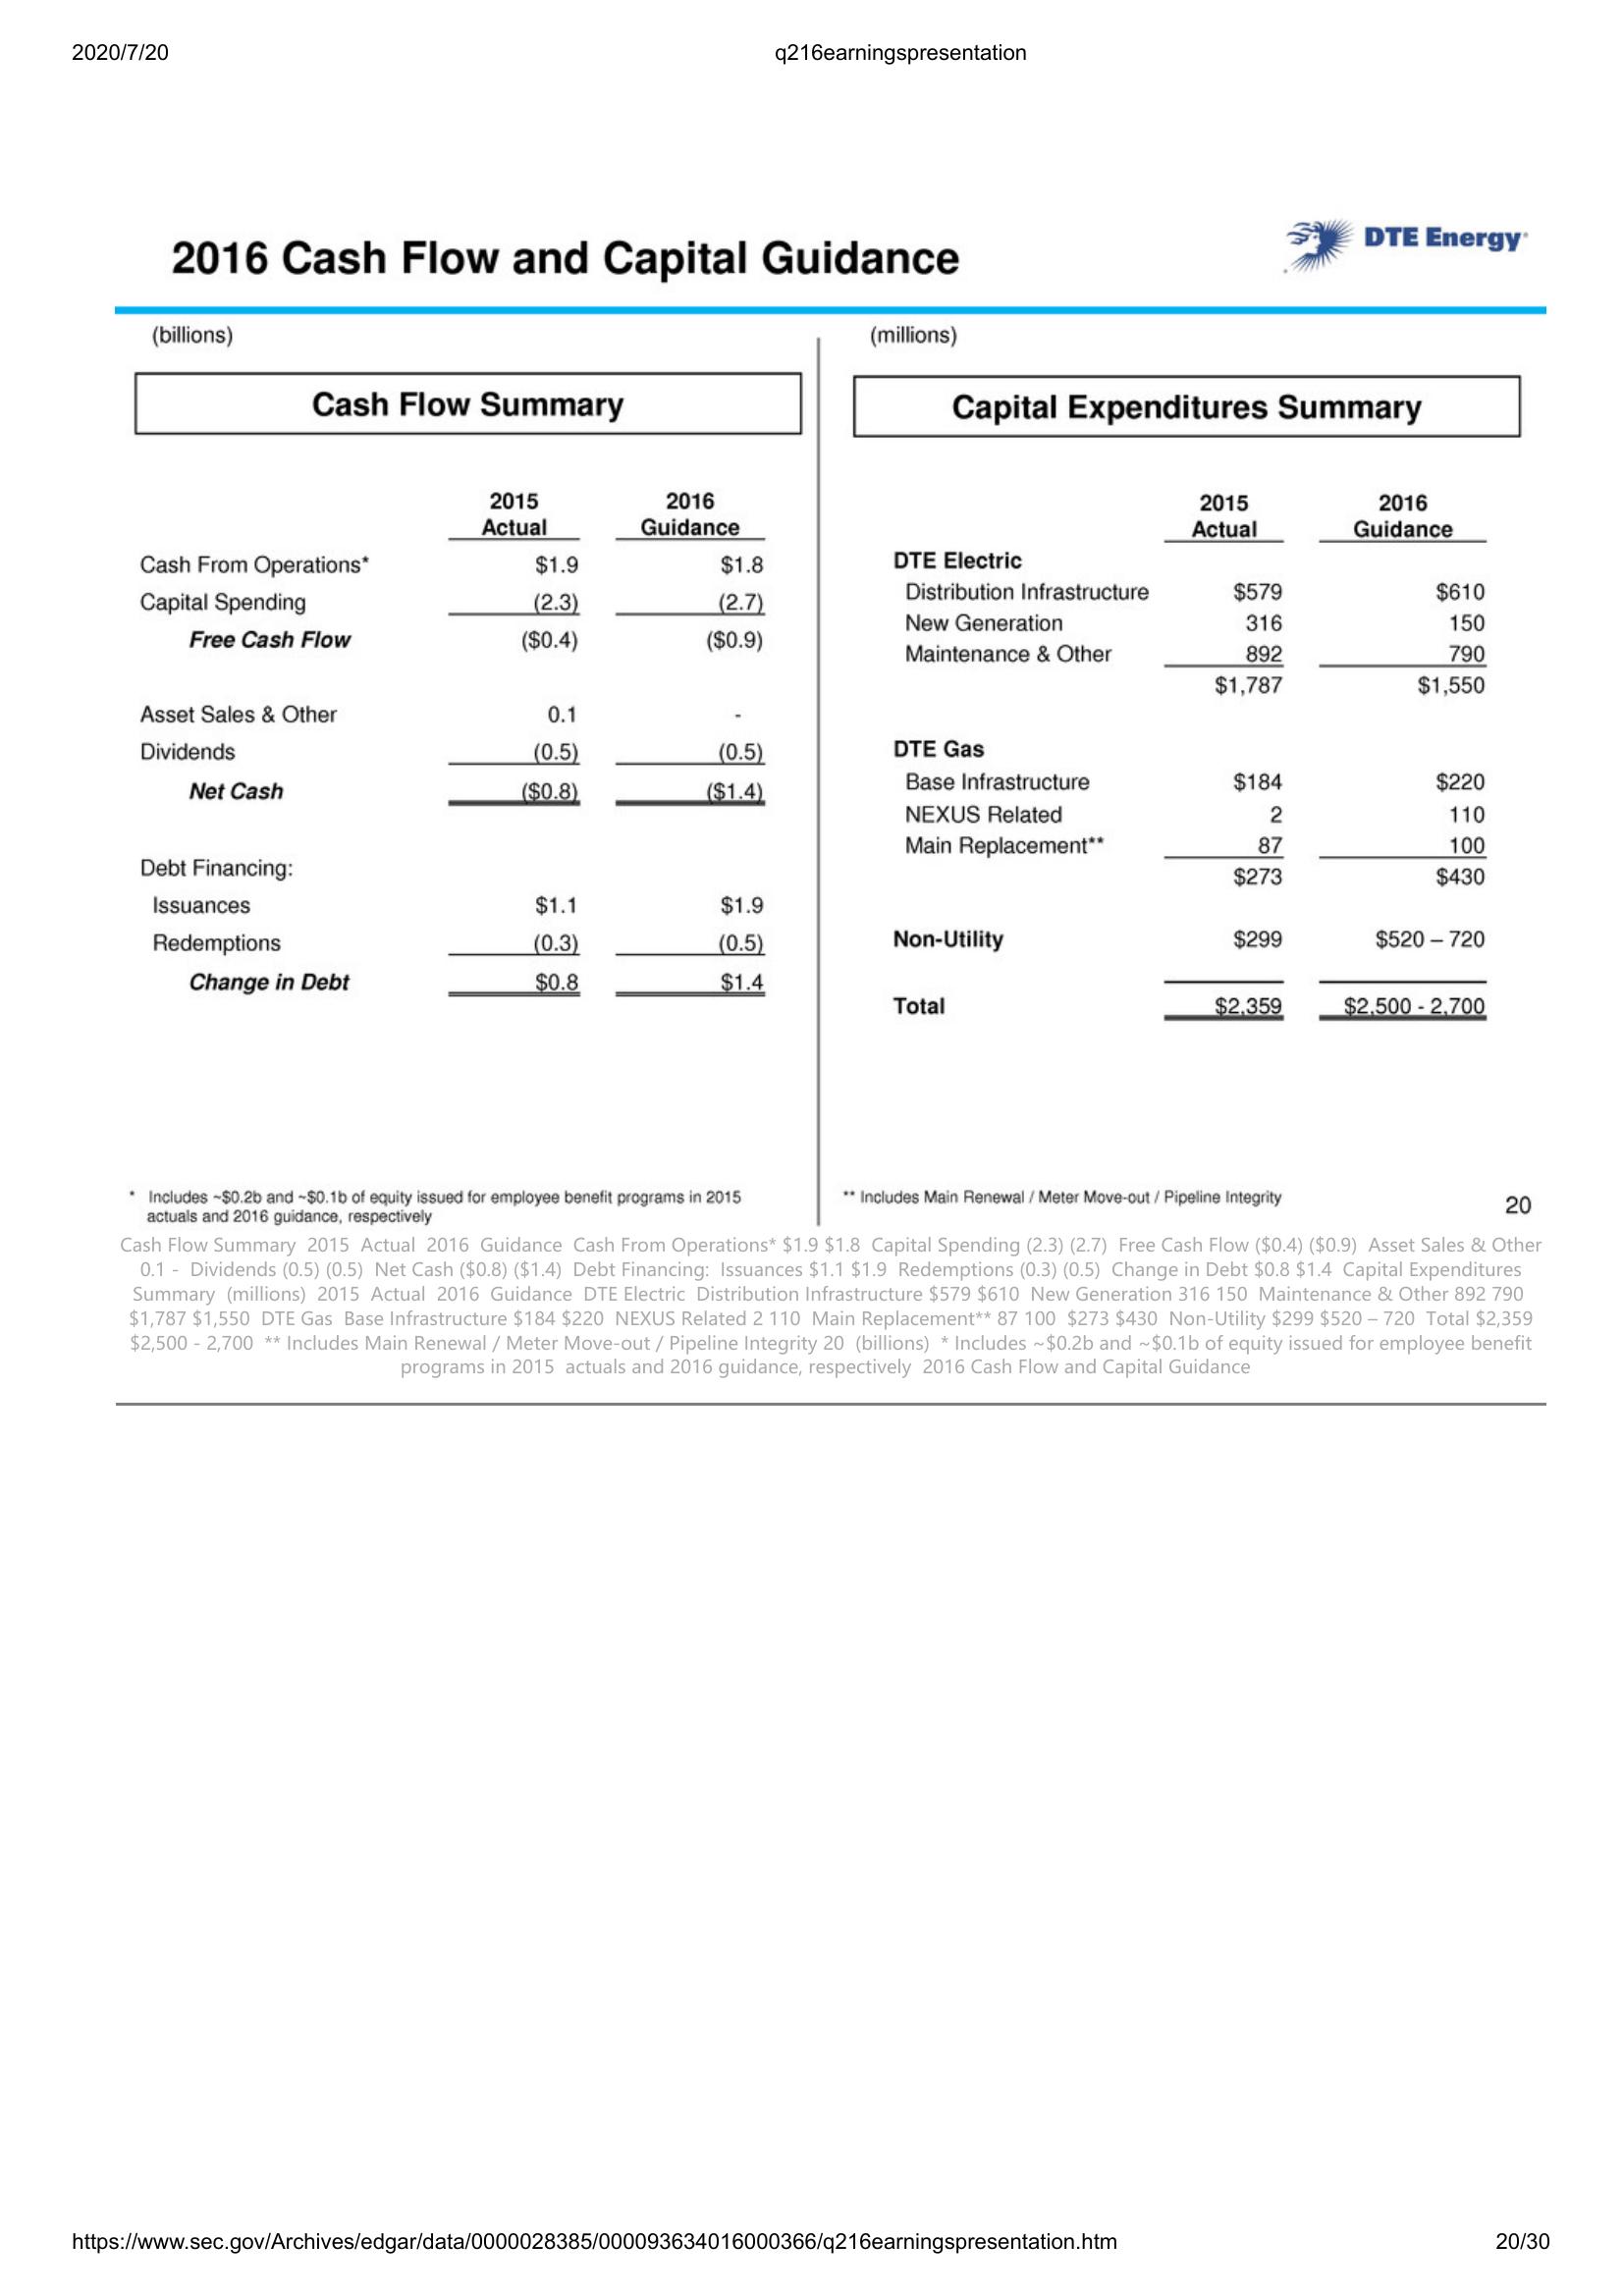 2020/7/20 q216earningspresentation
2016 Cash Flow and Capital Guidance
DTE Energy®
(billions)
Cash Flow Summary
2015 2016
Actual Guidance
Cash From Operations* $1.9 $1.8
Capital Spending (2.3) (2.7)
Free Cash Flow ($0.4) ($0.9)
Asset Sales & Other 0.1 -
Dividends (0.5) (0.5)
Net Cash ($0.8) ($1.4)
Debt Financing:
Issuances $1.1 $1.9
Redemptions (0.3) (0.5)
Change in Debt $0.8 $1.4
* Includes ~$0.2b and ~$0.1b of equity issued for employee benefit programs in 2015
actuals and 2016 guidance, respectively
(millions)
Capital Expenditures Summary
2015 2016
Actual Guidance
DTE Electric
Distribution Infrastructure $579 $610
New Generation 316 150
Maintenance & Other 892 790
$1,787 $1,550
DTE Gas
Base Infrastructure $184 $220
NEXUS Related 2 110
Main Replacement** 87 100
$273 $430
Non-Utility $299 $520 – 720
Total $2,359 $2,500 - 2,700
** Includes Main Renewal / Meter Move-out / Pipeline Integrity
20
Cash Flow Summary 2015 Actual 2016 Guidance Cash From Operations* $1.9 $1.8 Capital Spending (2.3) (2.7) Free Cash Flow ($0.4) ($0.9) Asset Sales & Other
0.1 - Dividends (0.5) (0.5) Net Cash ($0.8) ($1.4) Debt Financing: Issuances $1.1 $1.9 Redemptions (0.3) (0.5) Change in Debt $0.8 $1.4 Capital Expenditures
Summary (millions) 2015 Actual 2016 Guidance DTE Electric Distribution Infrastructure $579 $610 New Generation 316 150 Maintenance & Other 892 790
$1,787 $1,550 DTE Gas Base Infrastructure $184 $220 NEXUS Related 2 110 Main Replacement** 87 100 $273 $430 Non-Utility $299 $520 – 720 Total $2,359
$2,500 - 2,700 ** Includes Main Renewal / Meter Move-out / Pipeline Integrity 20 (billions) * Includes ~$0.2b and ~$0.1b of equity issued for employee benefit
programs in 2015 actuals and 2016 guidance, respectively 2016 Cash Flow and Capital Guidance
https://www.sec.gov/Archives/edgar/data/0000028385/000093634016000366/q216earningspresentation.htm 20/30